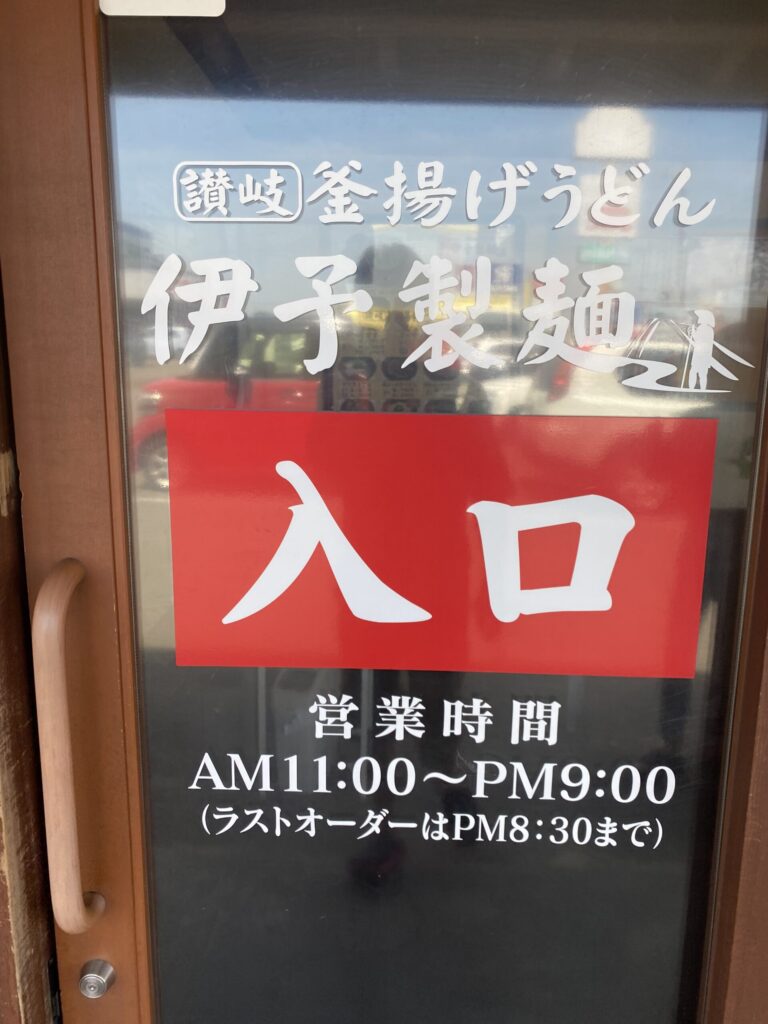 讃岐 釜揚げうどん
伊予製麺
入口
営業時間
AM11:00～PM9:00
(ラストオーダーはPM8:30まで)